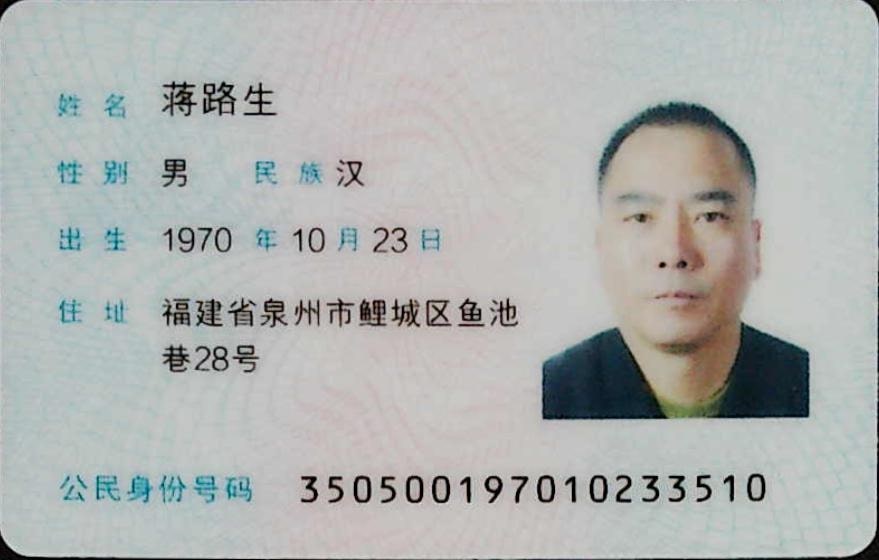 姓名 蒋路生
性别 男 民族 汉
出生 1970 年 10 月 23 日
住址 福建省泉州市鲤城区鱼池
巷28号
公民身份号码 350500197010233510